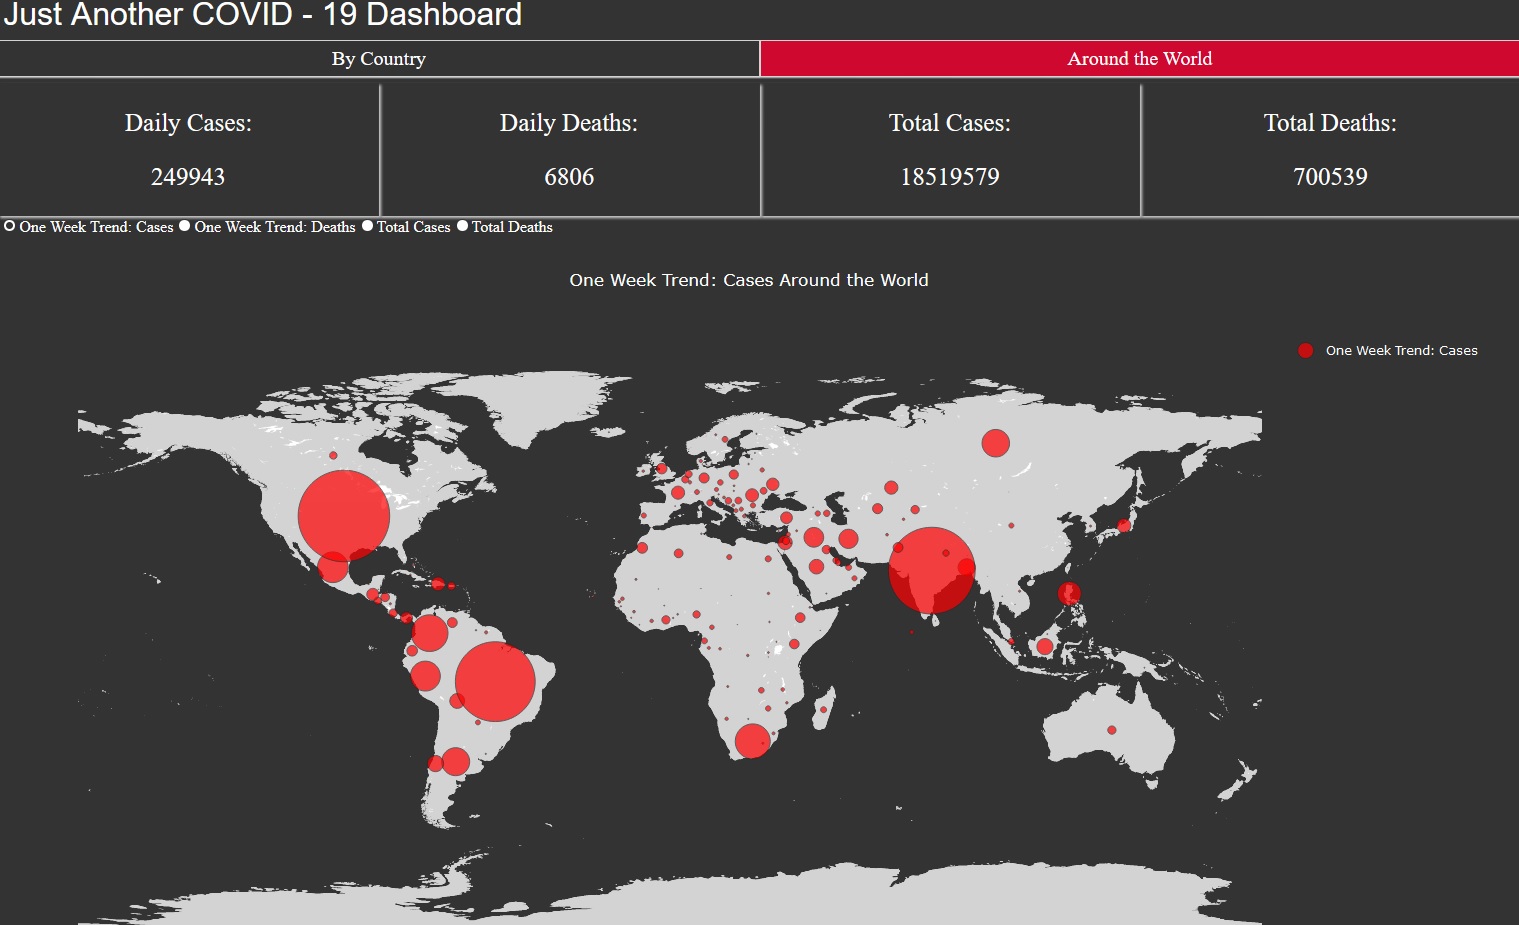 Just Another COVID - 19 Dashboard
By Country
Around the World
Daily Cases:
249943
Daily Deaths:
6806
Total Cases:
18519579
Total Deaths:
700539
One Week Trend: Cases One Week Trend: Deaths Total Cases Total Deaths
One Week Trend: Cases Around the World
One Week Trend: Cases